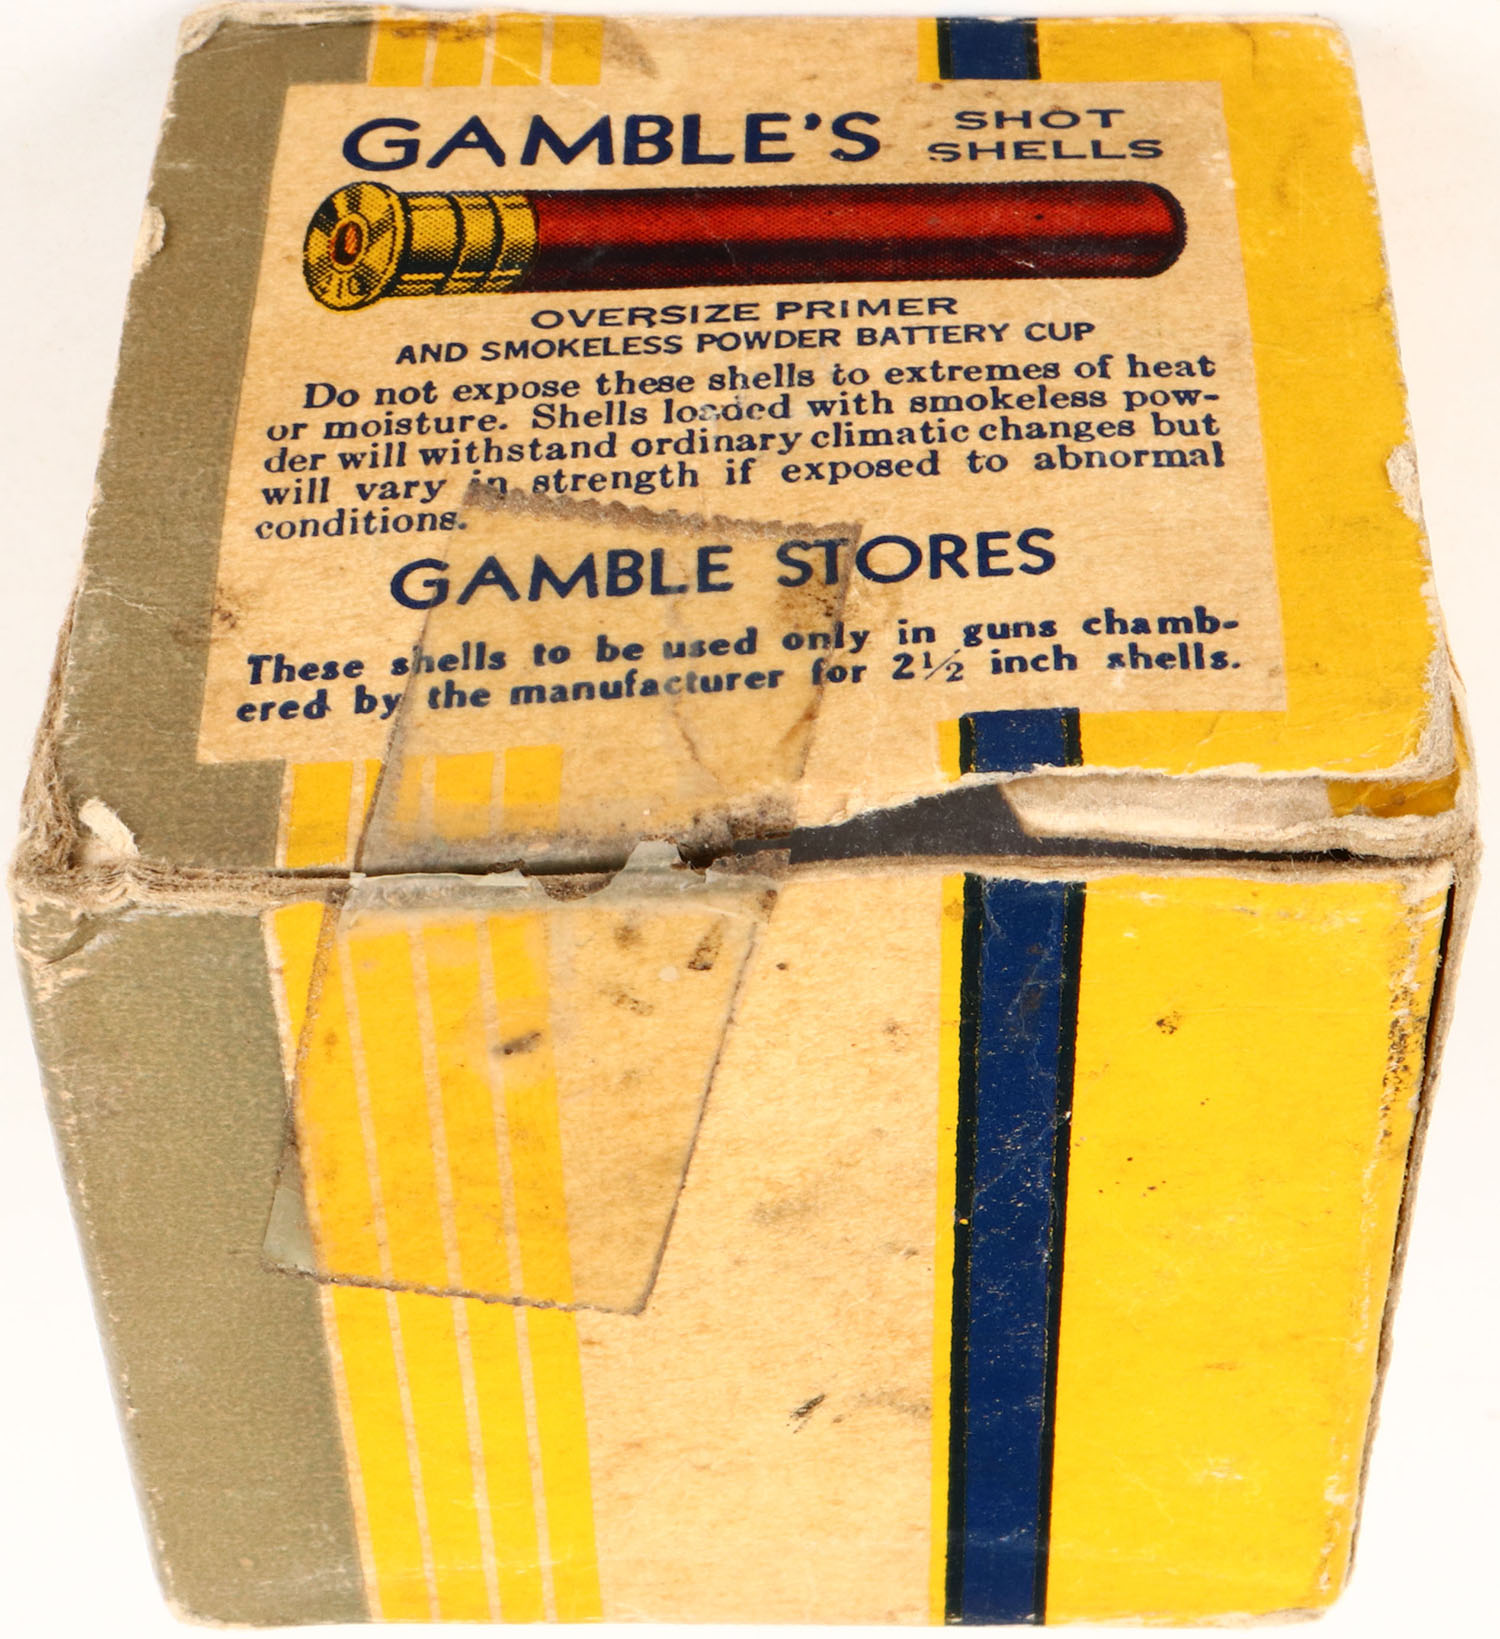 GAMBLE'S SHOT SHELLS
OVERSIZE PRIMER
AND SMOKELESS POWDER BATTERY CUP
Do not expose these shells to extremes of heat
or moisture. Shells loaded with smokeless pow-
der will withstand ordinary climatic changes but
will vary in strength if exposed to abnormal
conditions.
GAMBLE STORES
These shells to be used only in guns chamb-
ered by the manufacturer for 2½ inch shells.